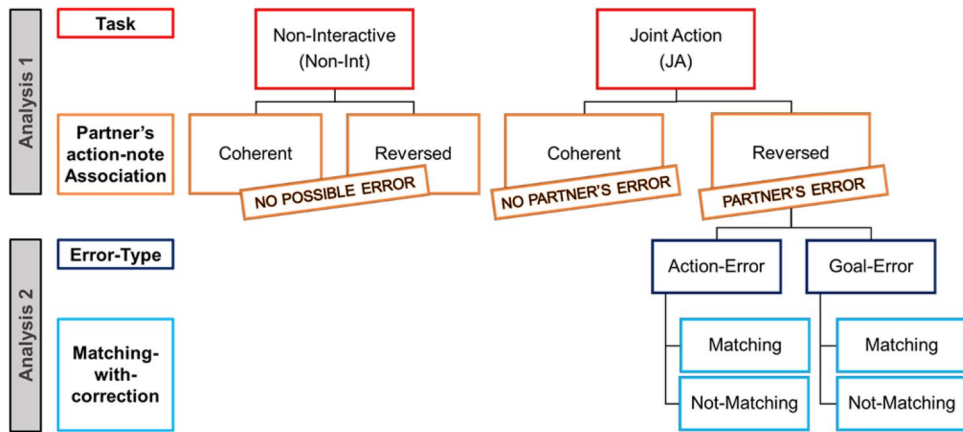 Analysis 1
Task
Non-Interactive
(Non-Int)
Joint Action
(JA)
Partner's
action-note
Association
Coherent
Reversed
NO POSSIBLE ERROR
Coherent
NO PARTNER'S ERROR
Reversed
PARTNER'S ERROR
Analysis 2
Error-Type
Action-Error
Goal-Error
Matching-
with-
correction
Matching
Matching
Not-Matching
Not-Matching